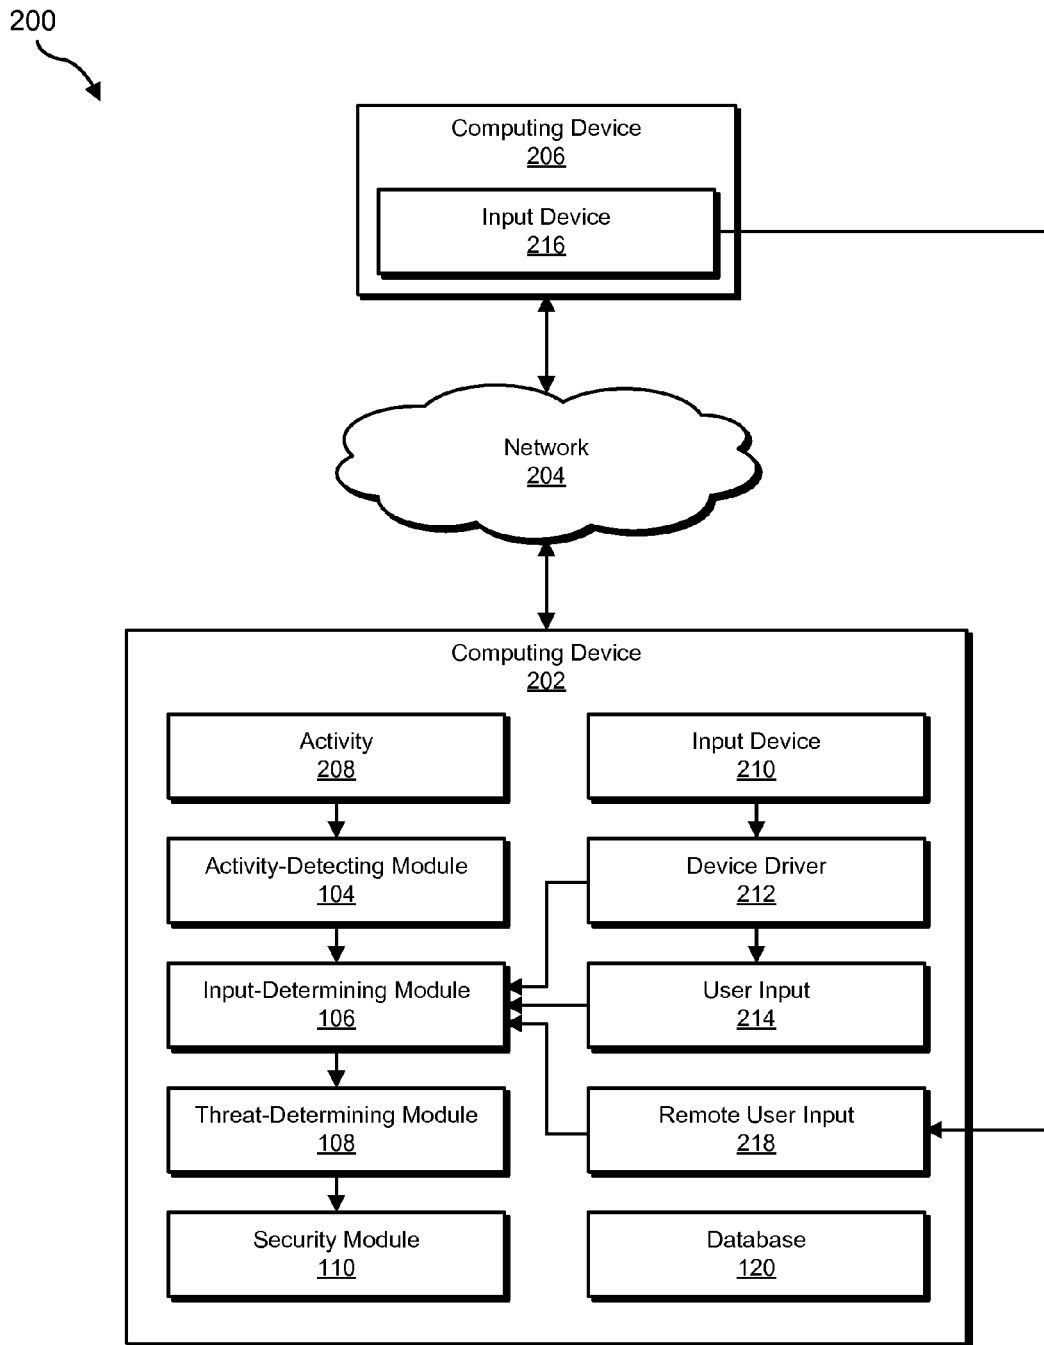 200
Computing Device
206
Input Device
216
Network
204
Computing Device
202
Activity
208
Input Device
210
Activity-Detecting Module
104
Device Driver
212
Input-Determining Module
106
User Input
214
Threat-Determining Module
108
Remote User Input
218
Security Module
110
Database
120